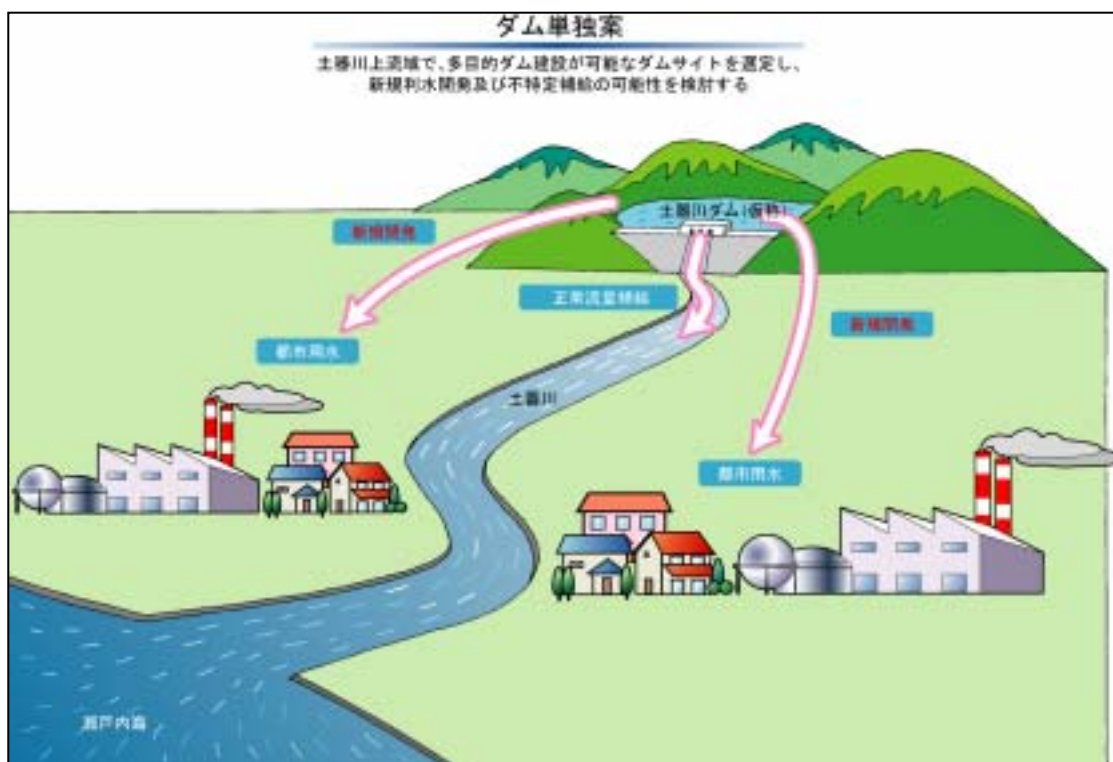 ダム単独案
土器川上流域で、多目的ダム建設が可能なダムサイトを選定し、
新規利水開発及び不特定補給の可能性を検討する
土器川ダム(仮称)
新規開発
正常流量補給
新規開発
都市用水
土器川
都市用水
瀬戸内海